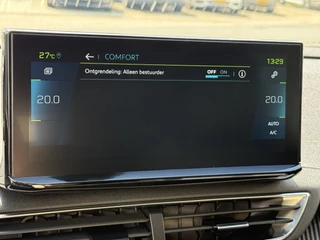 27°C
← | COMFORT
13:29
Ontgrendeling: Alleen bestuurder OFF ON
20.0
20.0
AUTO
A/C